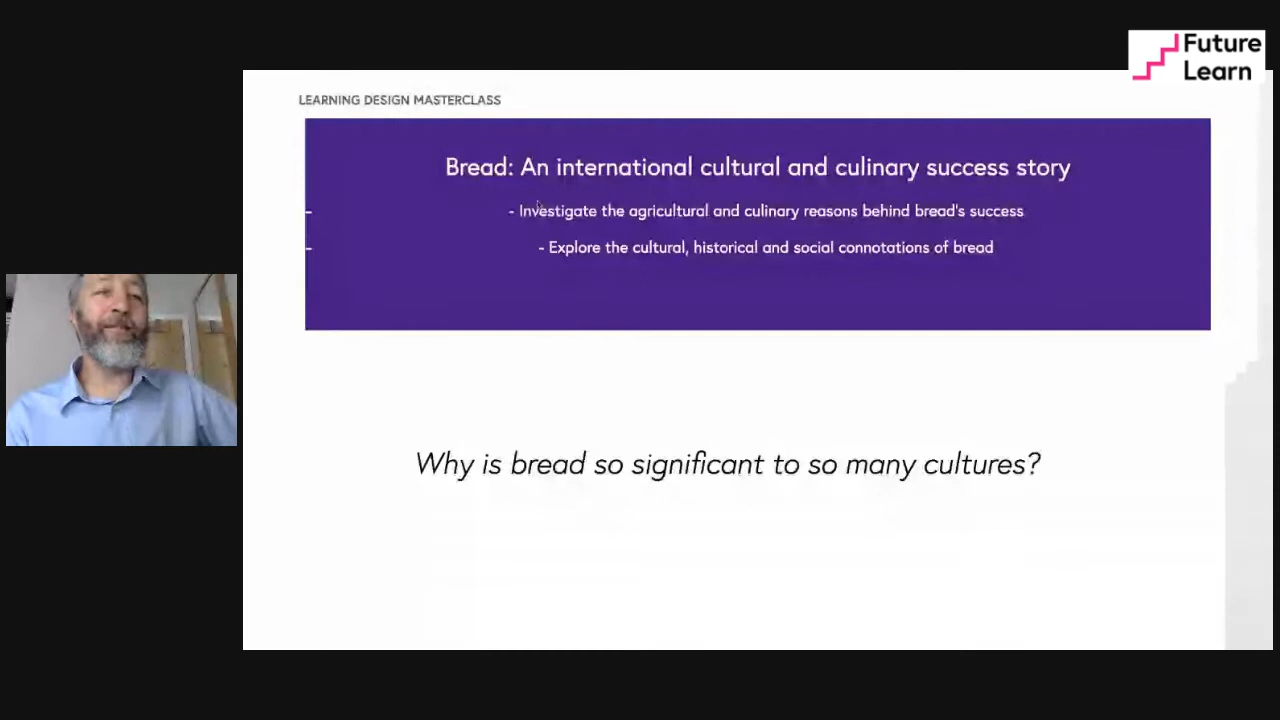 Future
Learn
LEARNING DESIGN MASTERCLASS
Bread: An international cultural and culinary success story
- - Investigate the agricultural and culinary reasons behind bread's success
- - Explore the cultural, historical and social connotations of bread
Why is bread so significant to so many cultures?